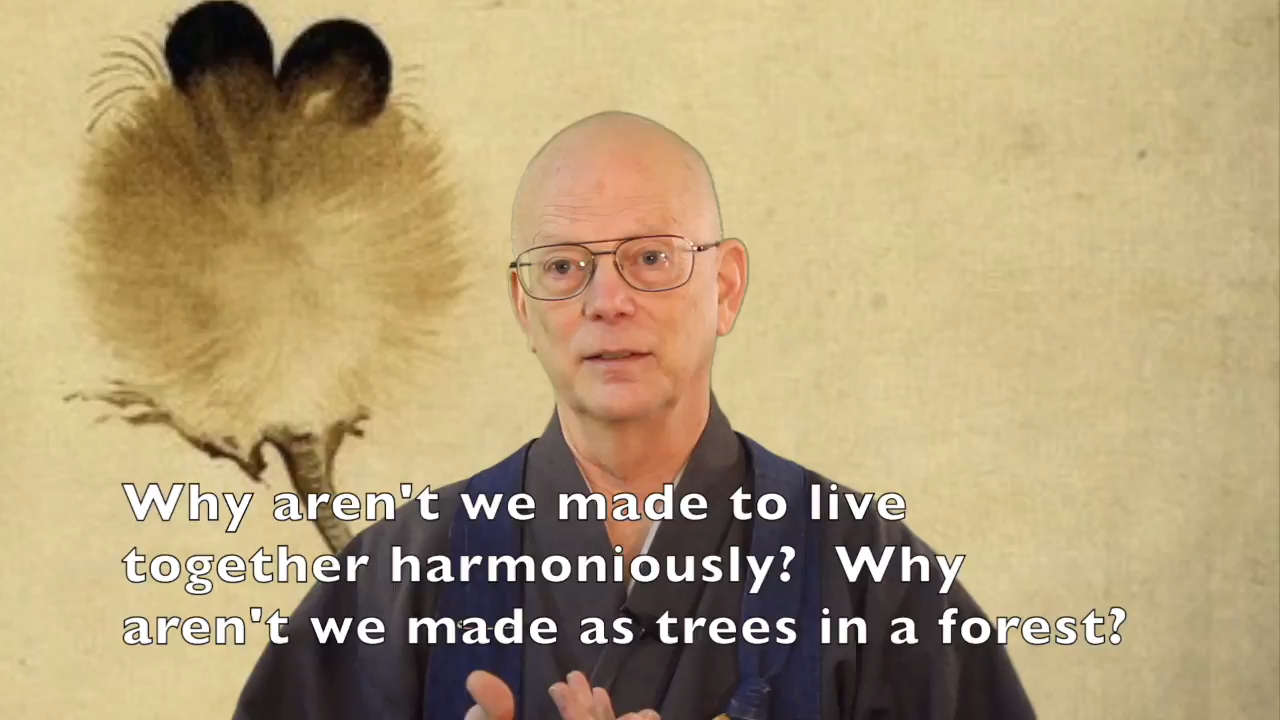 Why aren't we made to live
together harmoniously?  Why
aren't we made as trees in a forest?